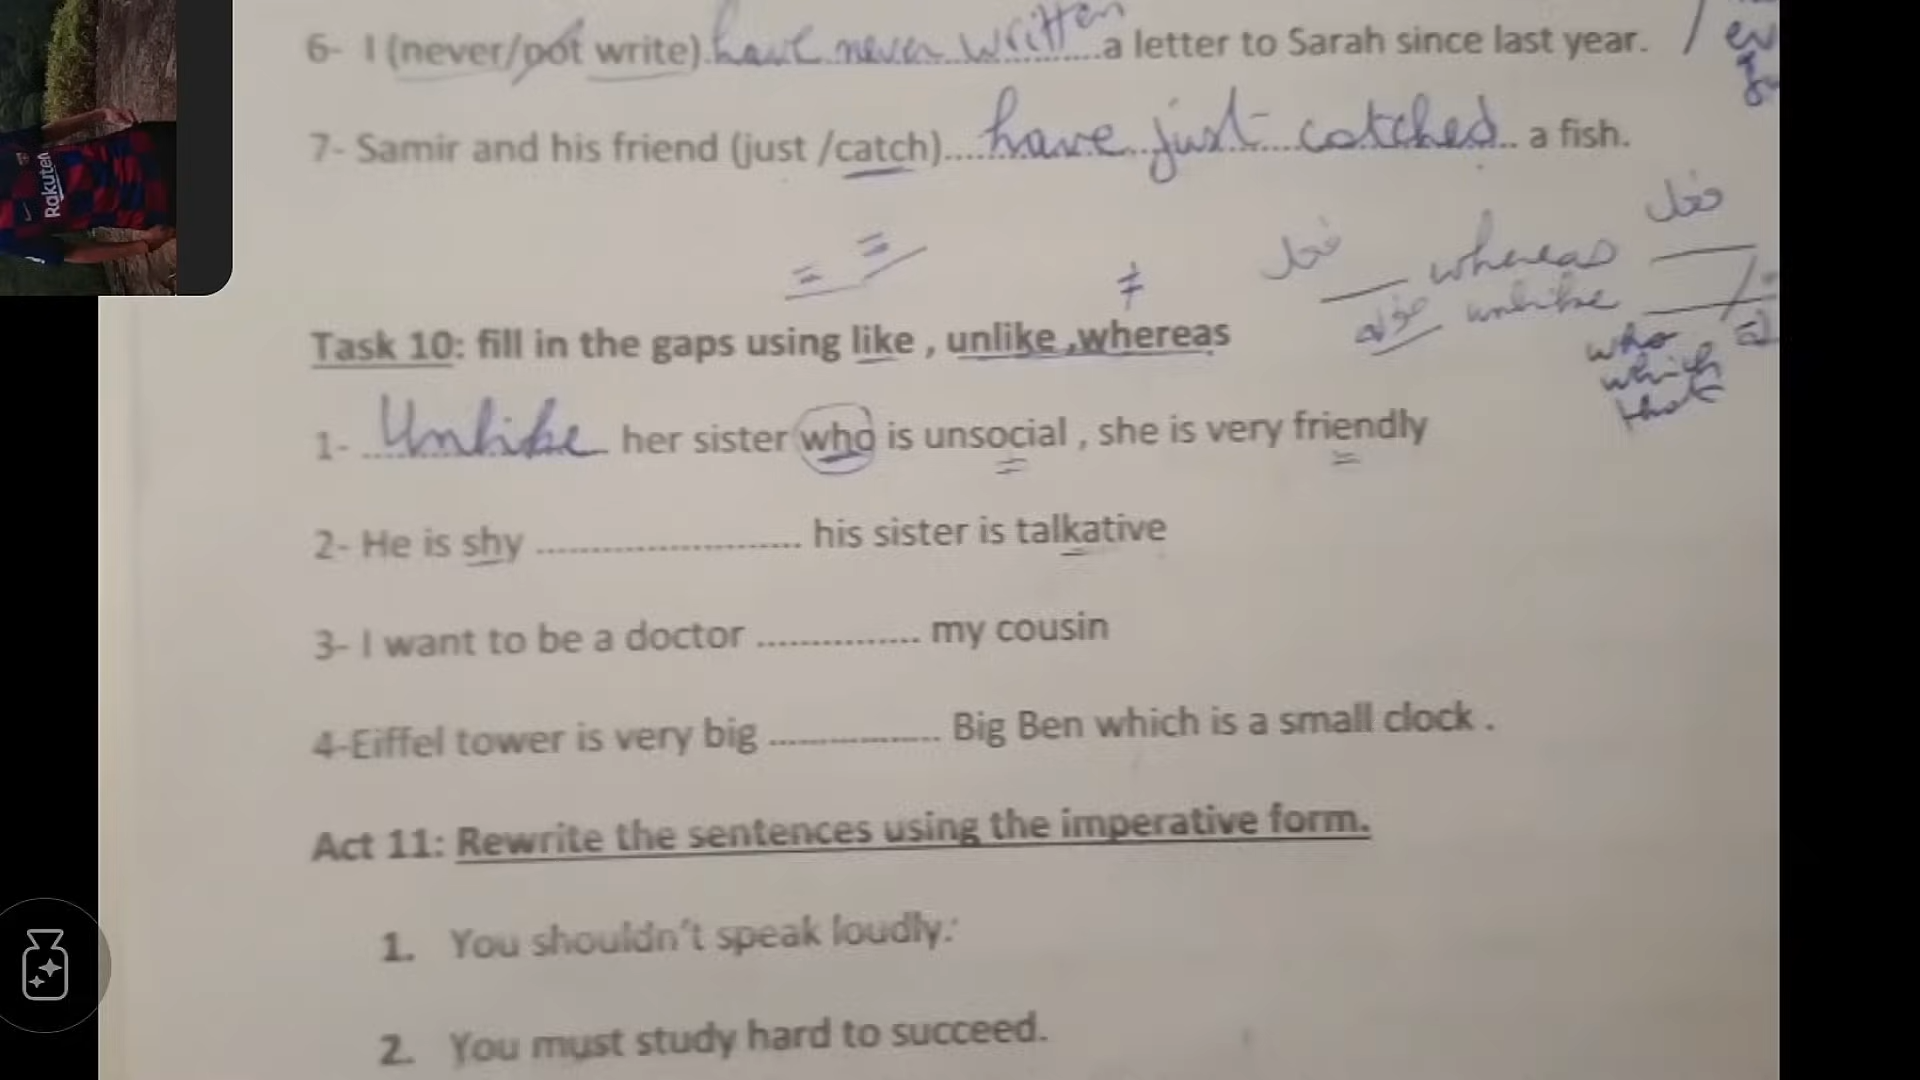 6- I (never/not write) have never written a letter to Sarah since last year.
7- Samir and his friend (just /catch)....have just catched.. a fish.
= =
≠
فعل whereas فعل
unlike
who
which
that
Task 10: fill in the gaps using like , unlike ,whereas
1- Unlike her sister who is unsocial , she is very friendly
2- He is shy ........................ his sister is talkative
3- I want to be a doctor ................ my cousin
4-Eiffel tower is very big ................. Big Ben which is a small clock .
Act 11: Rewrite the sentences using the imperative form.
1. You shouldn't speak loudly.
2. You must study hard to succeed.
Rakuten